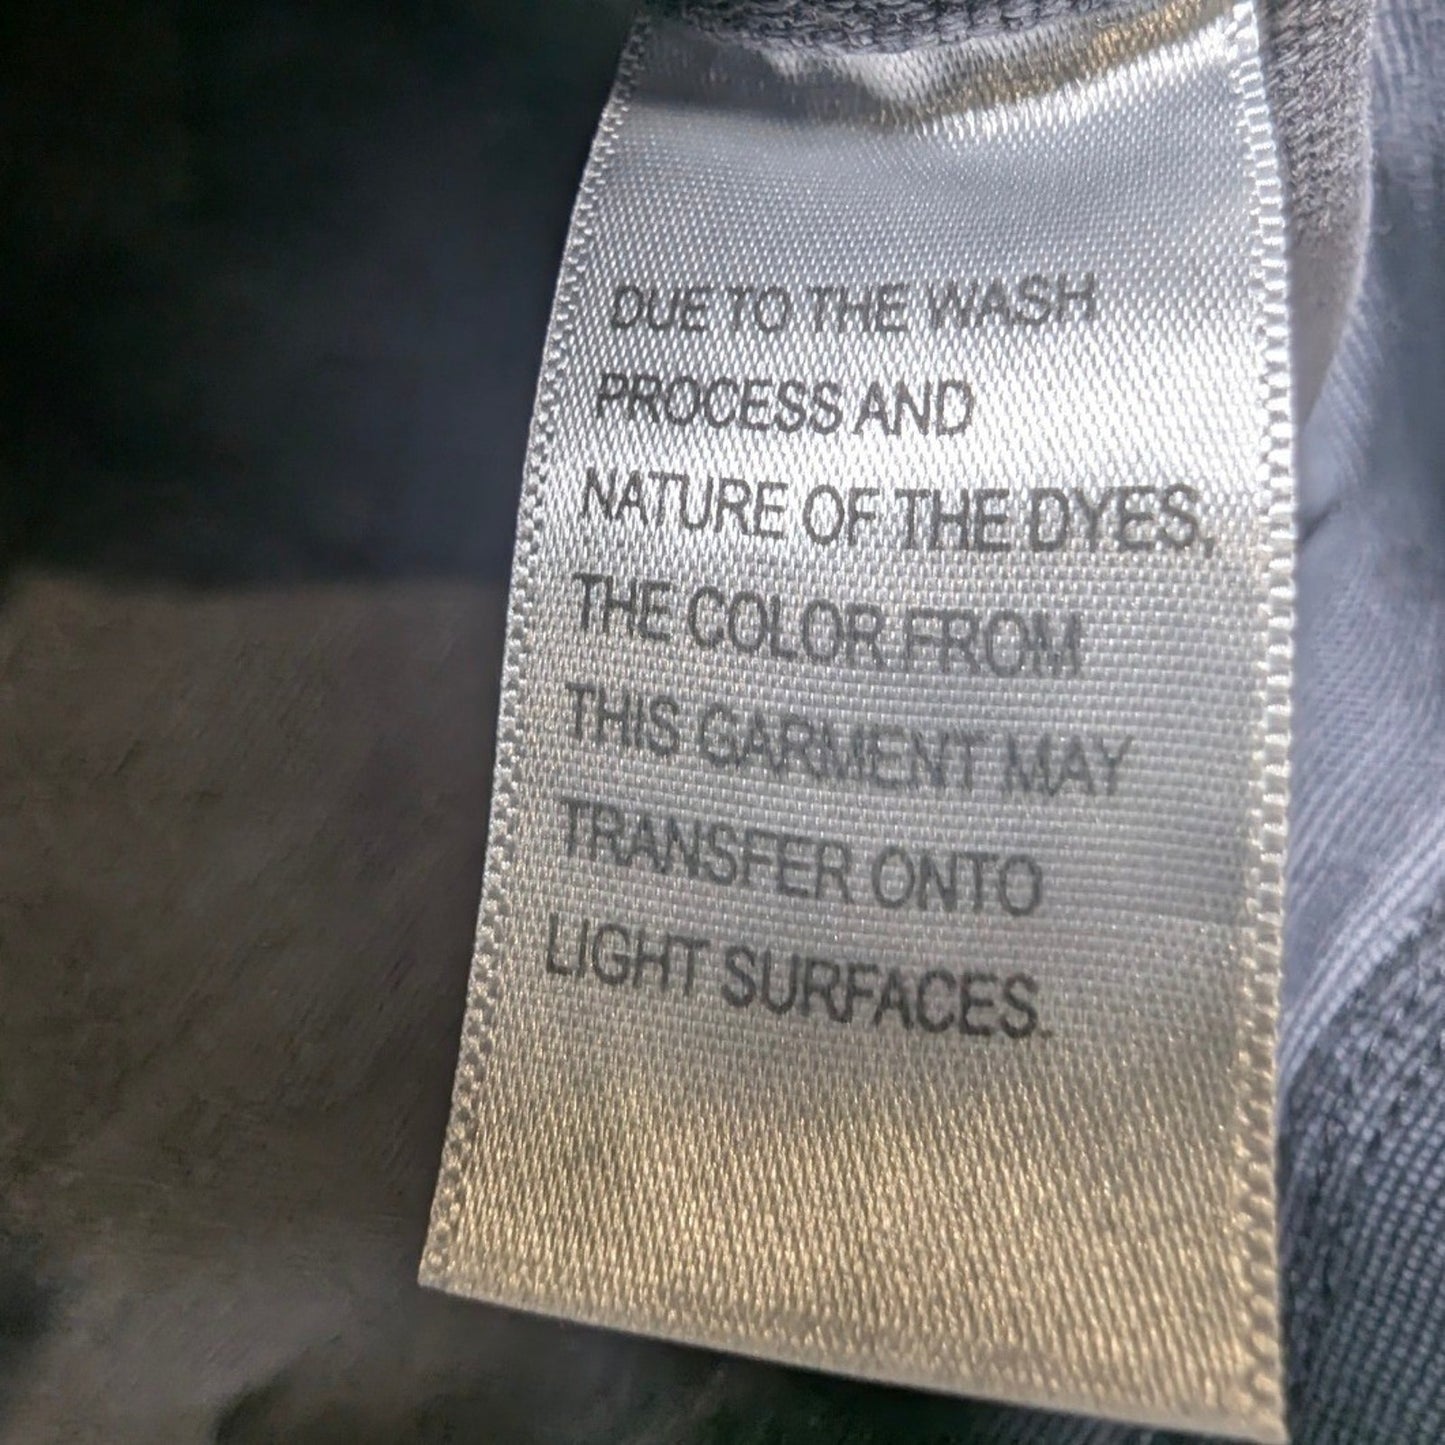 DUE TO THE WASH
PROCESS AND
NATURE OF THE DYES,
THE COLOR FROM
THIS GARMENT MAY
TRANSFER ONTO
LIGHT SURFACES.